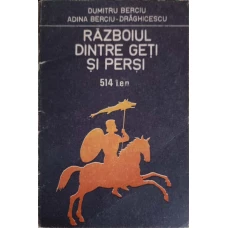 DUMITRU BERCIU
ADINA BERCIU-DRĂGHICESCU
RĂZBOIUL
DINTRE GEȚI
ȘI PERȘI
514 î.e.n